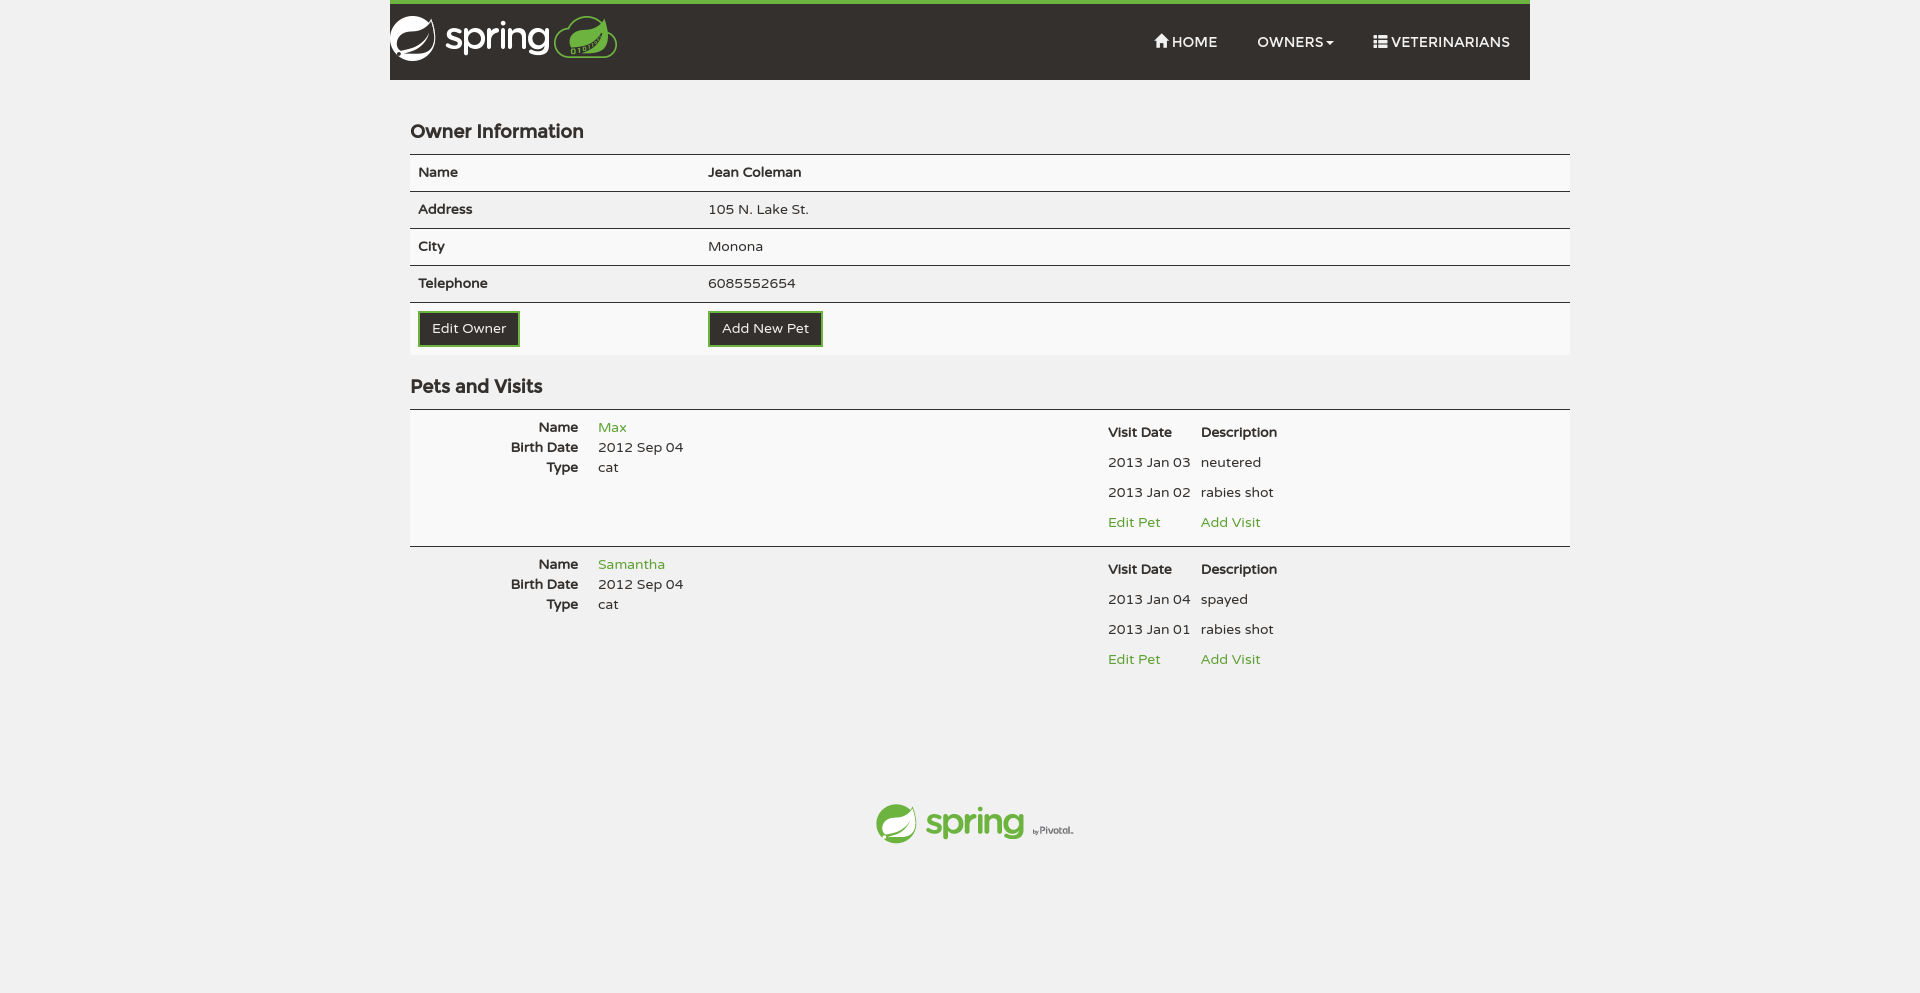 spring
HOME OWNERS VETERINARIANS
Owner Information
Name Jean Coleman
Address 105 N. Lake St.
City Monona
Telephone 6085552654
Edit Owner Add New Pet
Pets and Visits
Name Max
Birth Date 2012 Sep 04
Type cat
Visit Date Description
2013 Jan 03 neutered
2013 Jan 02 rabies shot
Edit Pet Add Visit
Name Samantha
Birth Date 2012 Sep 04
Type cat
Visit Date Description
2013 Jan 04 spayed
2013 Jan 01 rabies shot
Edit Pet Add Visit
spring by Pivotal